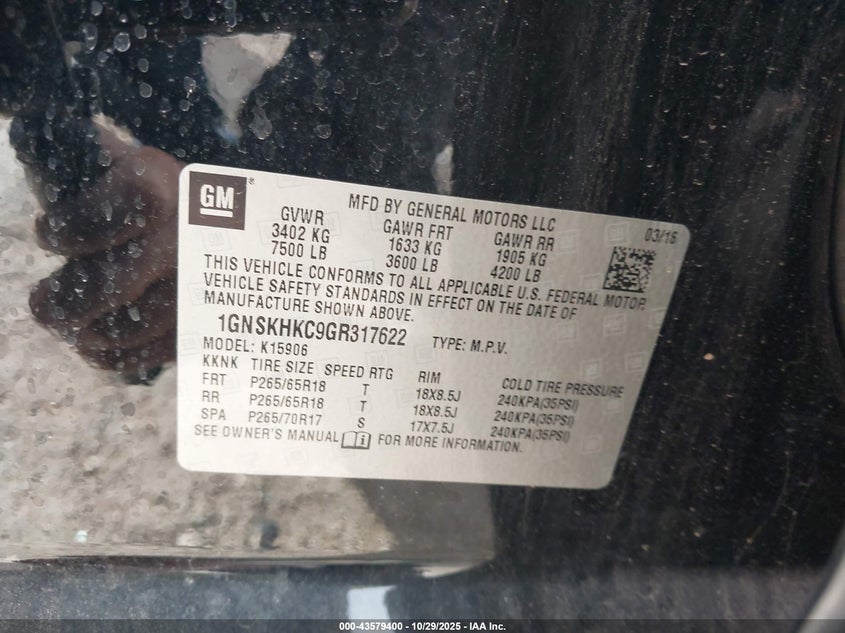 GM
MFD BY GENERAL MOTORS LLC
03/16
GVWR GAWR FRT GAWR RR
3402 KG 1633 KG 1905 KG
7500 LB 3600 LB 4200 LB
THIS VEHICLE CONFORMS TO ALL APPLICABLE U.S. FEDERAL MOTOR
VEHICLE SAFETY STANDARDS IN EFFECT ON THE DATE OF
MANUFACTURE SHOWN ABOVE.
1GNSKHKC9GR317622 TYPE: M.P.V.
MODEL: K15906
KKNK TIRE SIZE SPEED RTG RIM COLD TIRE PRESSURE
FRT P265/65R18 T 18X8.5J 240KPA(35PSI)
RR P265/65R18 T 18X8.5J 240KPA(35PSI)
SPA P265/70R17 S 17X7.5J 240KPA(35PSI)
SEE OWNER'S MANUAL FOR MORE INFORMATION.
000-43579400 - 10/29/2025 - IAA Inc.